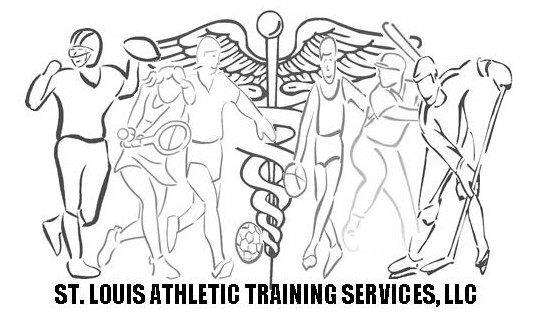 ST. LOUIS ATHLETIC TRAINING SERVICES, LLC